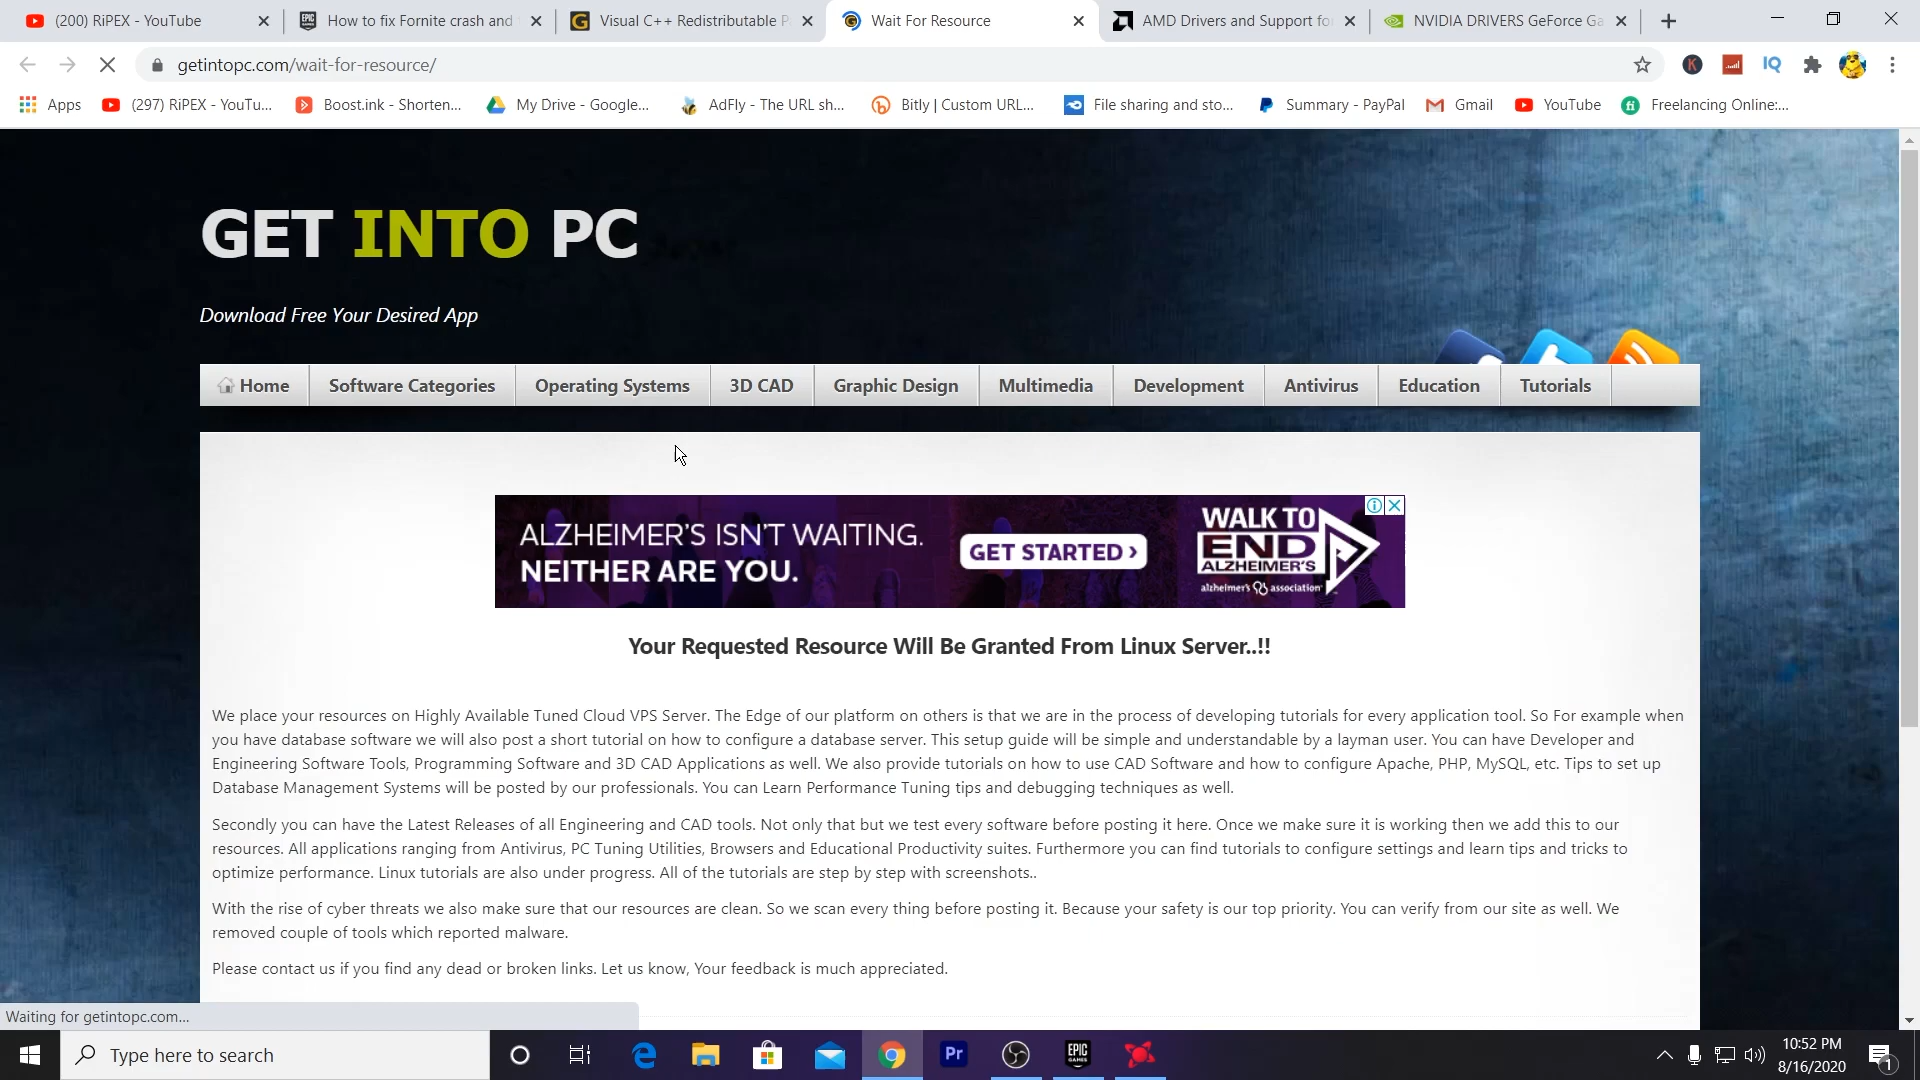 (200) RiPEX - YouTube
How to fix Fornite crash and
Visual C++ Redistributable P
Wait For Resource
AMD Drivers and Support fo
NVIDIA DRIVERS GeForce Ga
getintopc.com/wait-for-resource/
K
IQ
Apps
(297) RiPEX - YouTu...
Boost.ink - Shorten...
My Drive - Google...
AdFly - The URL sh...
Bitly | Custom URL...
File sharing and sto...
Summary - PayPal
Gmail
YouTube
fi
Freelancing Online:...
GET INTO PC
Download Free Your Desired App
Home
Software Categories
Operating Systems
3D CAD
Graphic Design
Multimedia
Development
Antivirus
Education
Tutorials
ALZHEIMER'S ISN'T WAITING.
NEITHER ARE YOU.
GET STARTED ›
WALK TO
END
ALZHEIMER'S
alzheimer's association
Your Requested Resource Will Be Granted From Linux Server..!!
We place your resources on Highly Available Tuned Cloud VPS Server. The Edge of our platform on others is that we are in the process of developing tutorials for every application tool. So For example when
you have database software we will also post a short tutorial on how to configure a database server. This setup guide will be simple and understandable by a layman user. You can have Developer and
Engineering Software Tools, Programming Software and 3D CAD Applications as well. We also provide tutorials on how to use CAD Software and how to configure Apache, PHP, MySQL, etc. Tips to set up
Database Management Systems will be posted by our professionals. You can Learn Performance Tuning tips and debugging techniques as well.
Secondly you can have the Latest Releases of all Engineering and CAD tools. Not only that but we test every software before posting it here. Once we make sure it is working then we add this to our
resources. All applications ranging from Antivirus, PC Tuning Utilities, Browsers and Educational Productivity suites. Furthermore you can find tutorials to configure settings and learn tips and tricks to
optimize performance. Linux tutorials are also under progress. All of the tutorials are step by step with screenshots..
With the rise of cyber threats we also make sure that our resources are clean. So we scan every thing before posting it. Because your safety is our top priority. You can verify from our site as well. We
removed couple of tools which reported malware.
Please contact us if you find any dead or broken links. Let us know, Your feedback is much appreciated.
Waiting for getintopc.com...
Type here to search
Pr
EPIC
GAMES
10:52 PM
8/16/2020
1